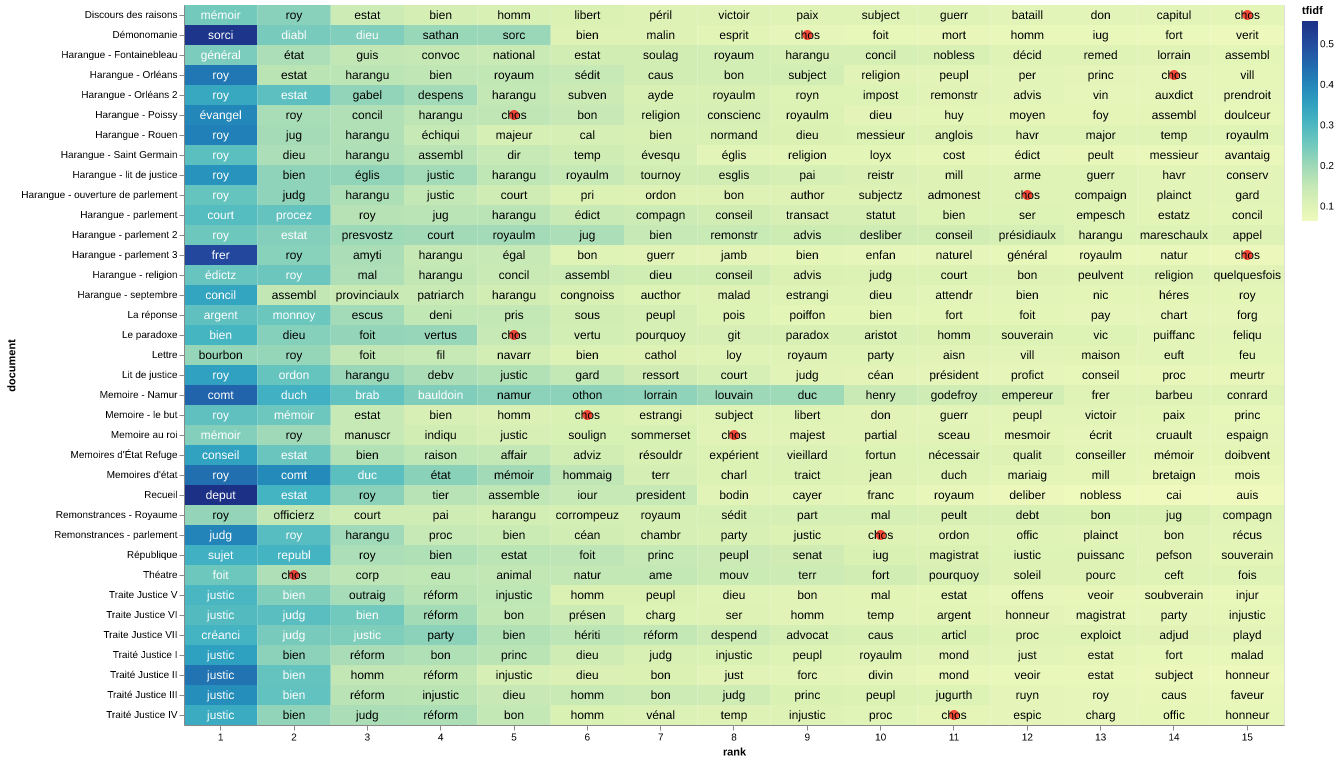 tfidf
Discours des raisons mémoir roy estat bien homm libert péril victoir paix subject guerr bataill don capitul chos
Démonomanie sorci diabl dieu sathan sorc bien malin esprit chos foit mort homm iug fort verit
0.5
Harangue - Fontainebleau général état guis convoc national estat soulag royaum harangu concil nobless décid remed lorrain assembl
Harangue - Orléans roy estat harangu bien royaum sédit caus bon subject religion peupl per princ chos vill
0.4
Harangue - Orléans 2 roy estat gabel despens harangu subven ayde royaulm royn impost remonstr advis vin auxdict prendroit
Harangue - Poissy évangel roy concil harangu chos bon religion conscienc royaulm dieu huy moyen foy assembl doulceur
0.3
Harangue - Rouen roy jug harangu échiqui majeur cal bien normand dieu messieur anglois havr major temp royaulm
Harangue - Saint Germain roy dieu harangu assembl dir temp évesqu églis religion loyx cost édict peult messieur avantaig
0.2
Harangue - lit de justice roy bien églis justic harangu royaulm tournoy esglis pai reistr mill arme guerr havr conserv
Harangue - ouverture de parlement roy judg harangu justic court pri ordon bon author subjectz admonest chos compaign plainct gard
0.1
Harangue - parlement court procez roy jug harangu édict compagn conseil transact statut bien ser empesch estatz concil
Harangue - parlement 2 roy estat presvostz court royaulm jug bien remonstr advis desliber conseil présidiaulx harangu mareschaulx appel
Harangue - parlement 3 frer roy amyti harangu égal bon guerr jamb bien enfan naturel général royaulm natur chos
Harangue - religion édictz roy mal harangu concil assembl dieu conseil advis judg court bon peulvent religion quelquesfois
Harangue - septembre concil assembl provinciaulx patriarch harangu congnoiss aucthor malad estrangi dieu attendr bien nic héres roy
La réponse argent monnoy escus deni pris sous peupl pois poiffon bien fort foit pay chart forg
Le paradoxe bien dieu foit vertus chos vertu pourquoy git paradox aristot homm souverain vic puiffanc feliqu
Lettre bourbon roy foit fil navarr bien cathol loy royaum party aisn vill maison euft feu
Lit de justice roy ordon harangu debv justic gard ressort court judg céan président profict conseil proc meurtr
Memoire - Namur comt duch brab bauldoin namur othon lorrain louvain duc henry godefroy empereur frer barbeu conrard
Memoire - le but roy mémoir estat bien homm chos estrangi subject libert don guerr peupl victoir paix princ
Memoire au roi mémoir roy manuscr indiqu justic soulign sommerset chos majest partial sceau mesmoir écrit cruault espaign
Memoires d'État Refuge conseil estat bien raison affair adviz résouldr expérient vieillard fortun nécessair qualit conseiller mémoir doibvent
Memoires d'état roy comt duc état mémoir hommaig terr charl traict jean duch mariaig mill bretaign mois
Recueil deput estat roy tier assemble iour president bodin cayer franc royaum deliber nobless cai auis
Remonstrances - Royaume roy officierz court pai harangu corrompeuz royaum sédit part mal peult debt bon jug compagn
Remonstrances - parlement judg roy harangu proc bien céan chambr party justic chos ordon offic plainct bon récus
République sujet republ roy bien estat foit princ peupl senat iug magistrat iustic puissanc pefson souverain
Théatre foit chos corp eau animal natur ame mouv terr fort pourquoy soleil pourc ceft fois
Traite Justice V justic bien outraig réform injustic homm peupl dieu bon mal estat offens veoir soubverain injur
Traite Justice VI justic judg bien réform bon présen charg ser homm temp argent honneur magistrat party injustic
Traite Justice VII créanci judg justic party bien hériti réform despend advocat caus articl proc exploict adjud playd
Traité Justice I justic bien réform bon princ dieu judg injustic peupl royaulm mond just estat fort malad
Traité Justice II justic bien homm réform injustic dieu bon just forc divin mond veoir estat subject honneur
Traité Justice III justic bien réform injustic dieu homm bon judg princ peupl jugurth ruyn roy caus faveur
Traité Justice IV justic bien judg réform bon homm vénal temp injustic proc chos espic charg offic honneur
document
1 2 3 4 5 6 7 8 9 10 11 12 13 14 15
rank